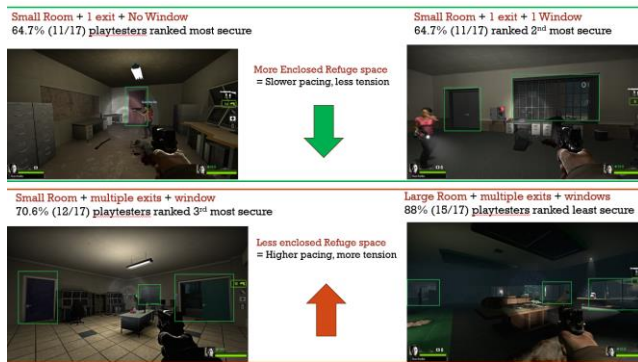 Small Room + 1 exit + No Window
64.7% (11/17) playtesters ranked most secure
Small Room + 1 exit + 1 Window
64.7% (11/17) ranked 2nd most secure
More Enclosed Refuge space
= Slower pacing, less tension
Small Room + multiple exits + window
70.6% (12/17) playtesters ranked 3rd most secure
Large Room + multiple exits + windows
88% (15/17) playtesters ranked least secure
Less enclosed Refuge space
= Higher pacing, more tension